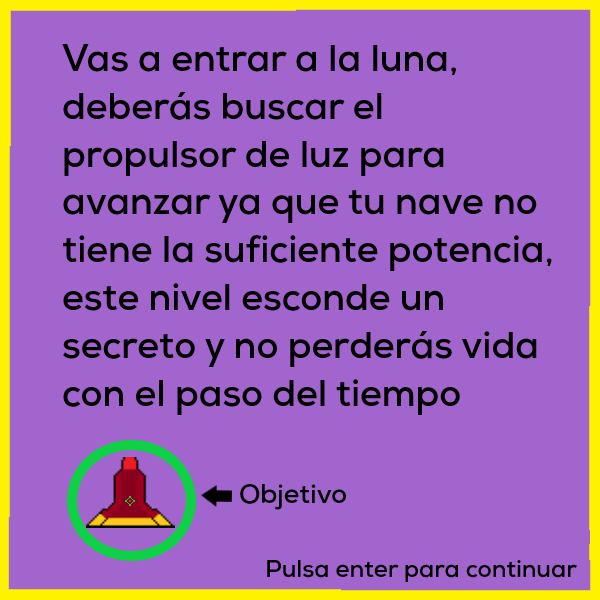 Vas a entrar a la luna,
deberás buscar el
propulsor de luz para
avanzar ya que tu nave no
tiene la suficiente potencia,
este nivel esconde un
secreto y no perderás vida
con el paso del tiempo
Objetivo
Pulsa enter para continuar